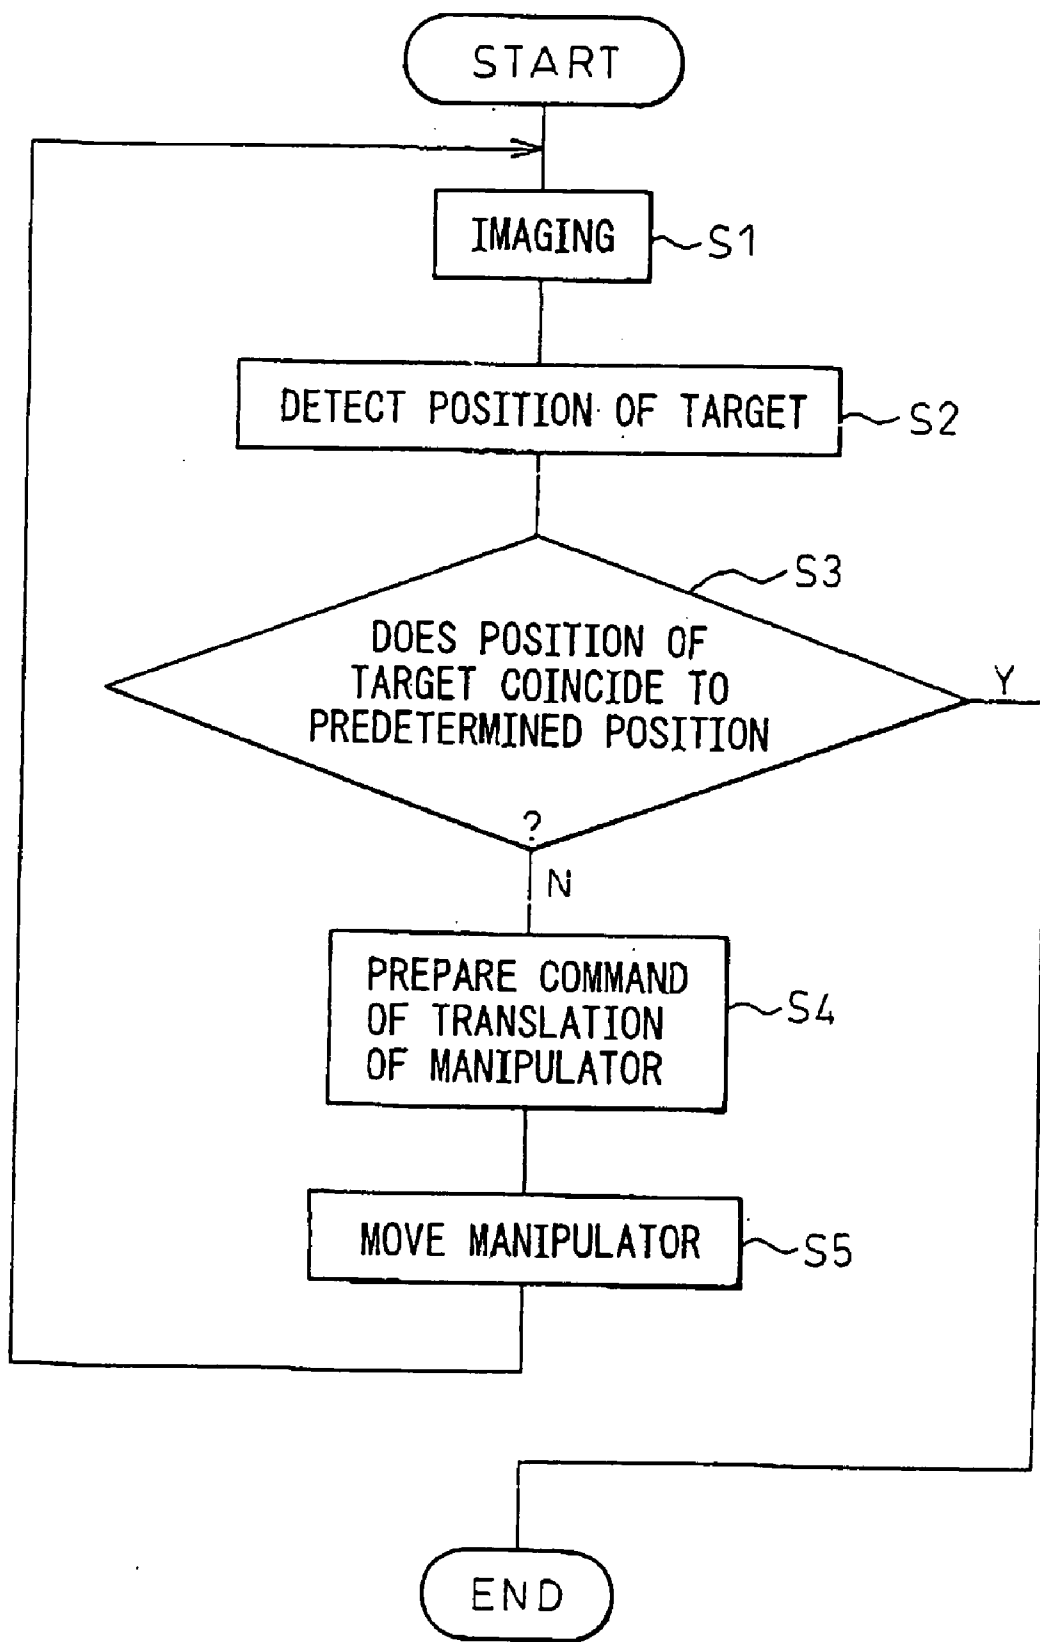 START
IMAGING
S1
DETECT POSITION OF TARGET
S2
S3
DOES POSITION OF
TARGET COINCIDE TO
PREDETERMINED POSITION
?
Y
N
PREPARE COMMAND
OF TRANSLATION
OF MANIPULATOR
S4
MOVE MANIPULATOR
S5
END